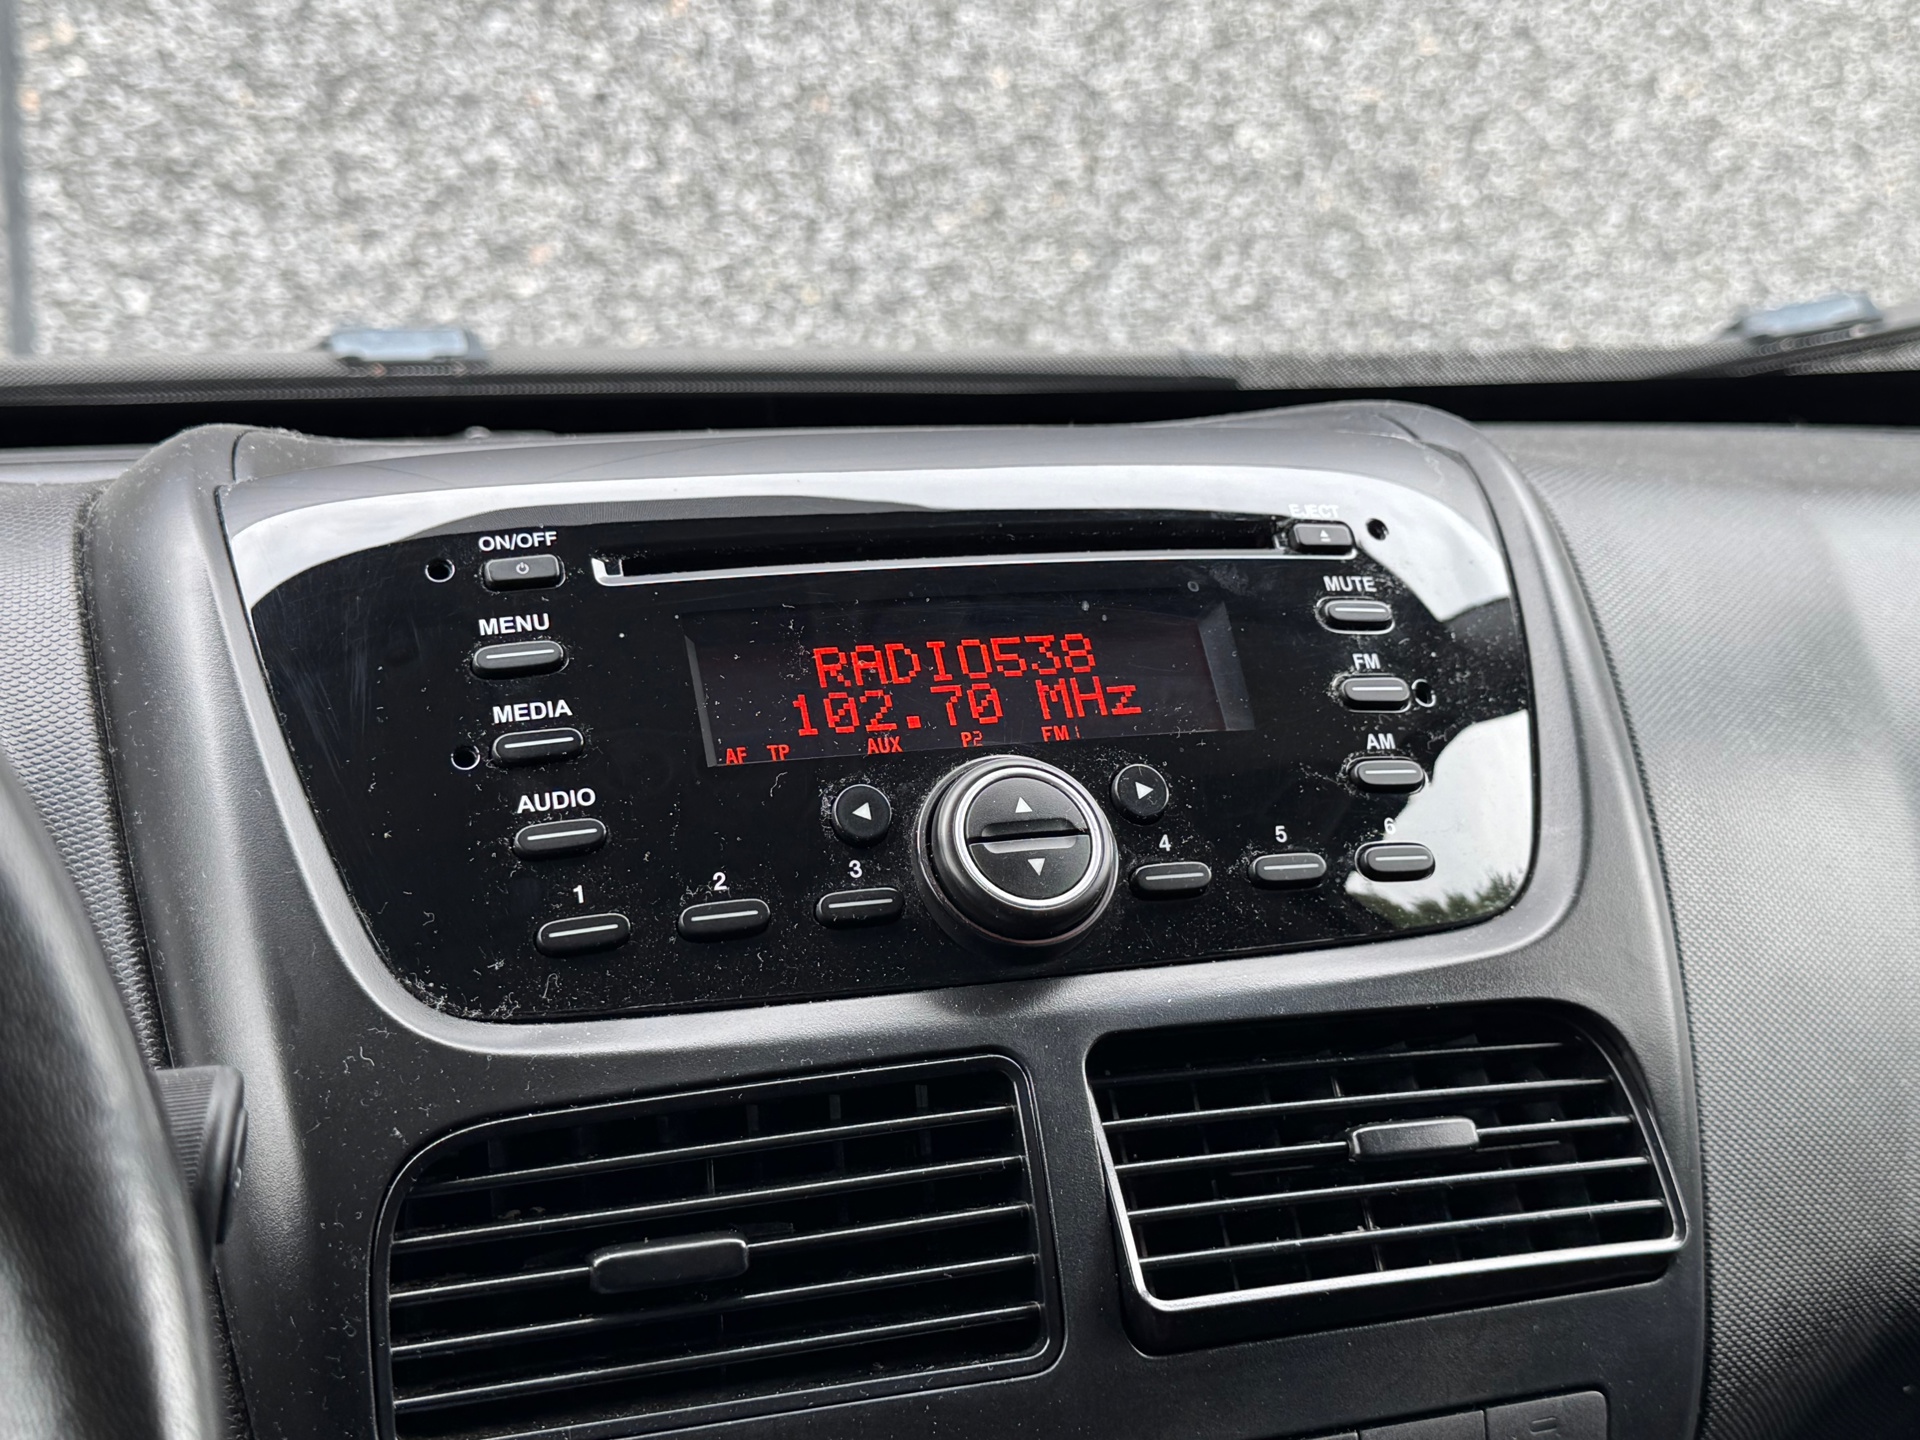 EJECT
ON/OFF
MUTE
MENU
RADIO538
FM
102.70 MHz
MEDIA
AF TP AUX P2 FM1
AM
AUDIO
1 2 3 4 5 6